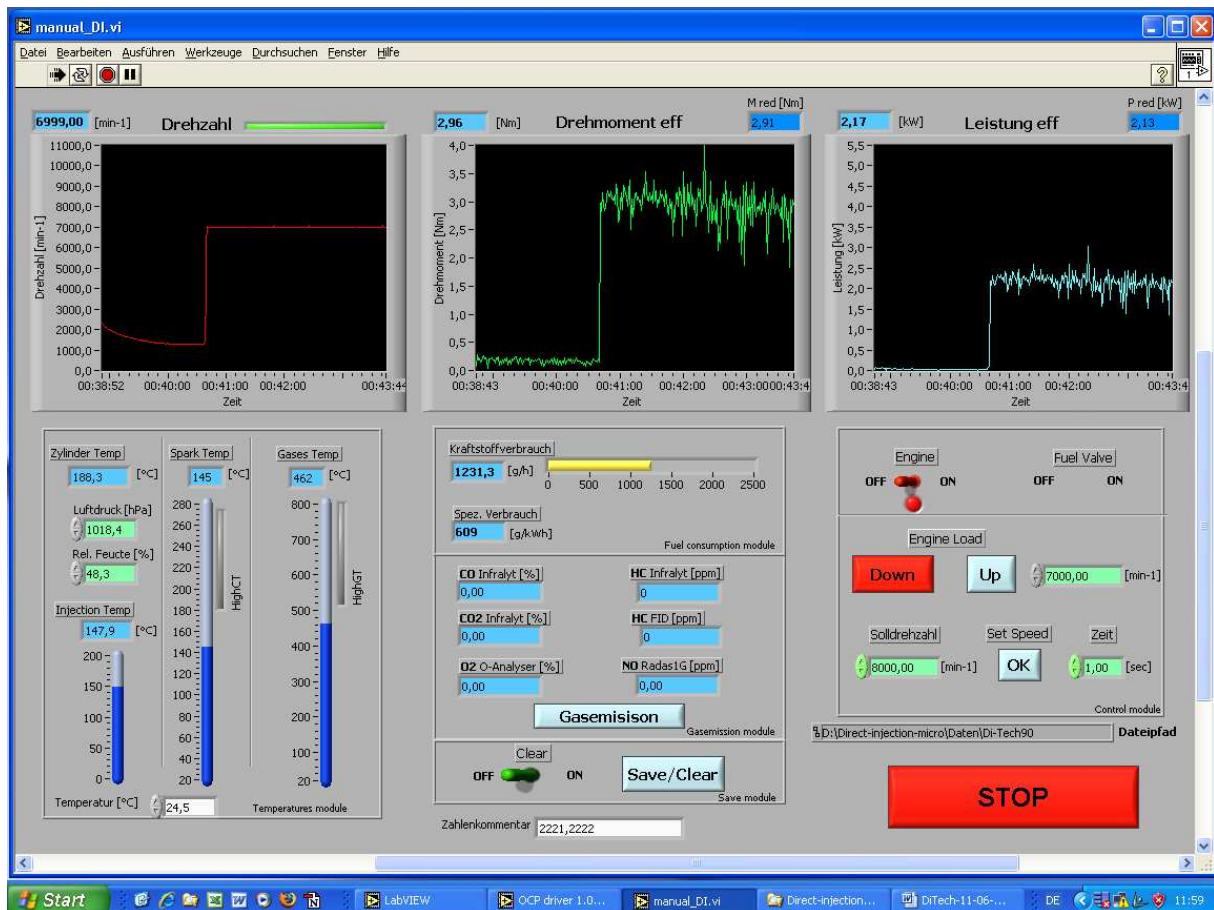 manual_DI.vi
Datei Bearbeiten Ausführen Werkzeuge Durchsuchen Fenster Hilfe
1
M red [Nm]
P red [kW]
6999,00 [min-1] Drehzahl
2,96 [Nm] Drehmoment eff 2,91
2,17 [kW] Leistung eff 2,13
11000,0
10000,0
9000,0
8000,0
7000,0
6000,0
5000,0
4000,0
3000,0
2000,0
1000,0
0,0
Drehzahl [min-1]
00:38:52 00:40:00 00:41:00 00:42:00 00:43:44
Zeit
4,0
3,5
3,0
2,5
2,0
1,5
1,0
0,5
0,0
Drehmoment [Nm]
00:38:43 00:40:00 00:41:00 00:42:00 00:43:00 00:43:4
Zeit
5,5
5,0
4,5
4,0
3,5
3,0
2,5
2,0
1,5
1,0
0,5
0,0
Leistung [kW]
00:38:43 00:40:00 00:41:00 00:42:00 00:43:4
Zeit
Zylinder Temp
188,3 [°C]
Luftdruck [hPa]
1018,4
Rel. Feuchte [%]
48,3
Injection Temp
147,9 [°C]
200
150
100
50
0
Spark Temp
145 [°C]
280
260
240
220
200
180
160
140
120
100
80
60
40
20
HighCT
Gases Temp
462 [°C]
800
700
600
500
400
300
200
100
20
HighGT
Temperatur [°C] 24,5
Temperatures module
Kraftstoffverbrauch
1231,3 [g/h]
0 500 1000 1500 2000 2500
Spez. Verbrauch
609 [g/kWh]
Fuel consumption module
CO Infralyt [%] HC Infralyt [ppm]
0,00 0
CO2 Infralyt [%] HC FID [ppm]
0,00 0
O2 O-Analyser [%] NO Radas1G [ppm]
0,00 0,00
Gasemisison
Gasmission module
Clear
OFF ON Save/Clear
Save module
Zahlenkommentar 2221,2222
Engine Fuel Valve
OFF ON OFF ON
Engine Load
Down Up 7000,00 [min-1]
Solldrehzahl Set Speed Zeit
8000,00 [min-1] OK 1,00 [sec]
Control module
D:\Direct-injection-micro\Daten\Di-Tech90 Dateipfad
STOP
Start LabVIEW OCP driver 1.0... manual_DI.vi Direct-injection... DiTech-11-06-... DE 11:59